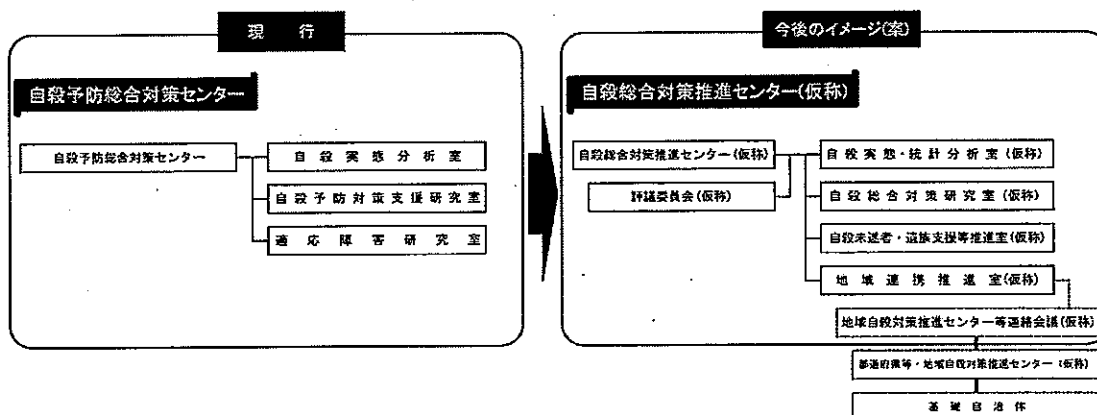 現行
自殺予防総合対策センター
自殺予防総合対策センター
自殺実態分析室
自殺予防対策支援研究室
適応障害研究室
今後のイメージ(案)
自殺総合対策推進センター(仮称)
自殺総合対策推進センター(仮称)
評議委員会(仮称)
自殺実態・統計分析室(仮称)
自殺総合対策研究室(仮称)
自殺未遂者・遺族支援等推進室(仮称)
地域連携推進室(仮称)
地域自殺対策推進センター等連絡会議(仮称)
都道府県等・地域自殺対策推進センター(仮称)
基礎自治体